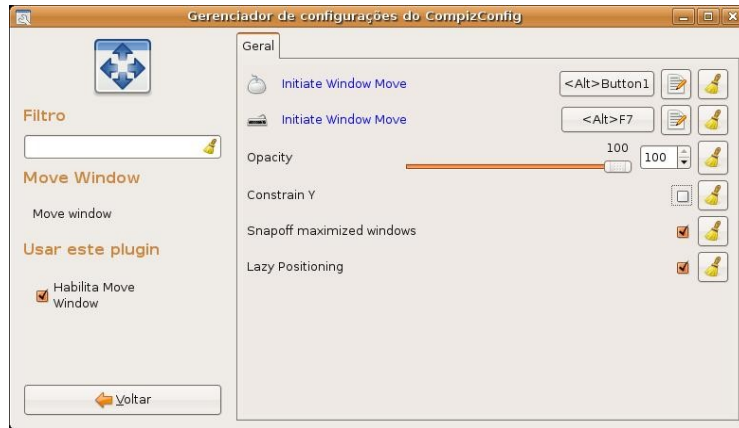 Gerenciador de configurações do CompizConfig
Filtro
Move Window
Move window
Usar este plugin
Habilita Move
Window
Voltar
Geral
Initiate Window Move <Alt>Button1
Initiate Window Move <Alt>F7
Opacity 100 100
Constrain Y
Snapoff maximized windows
Lazy Positioning